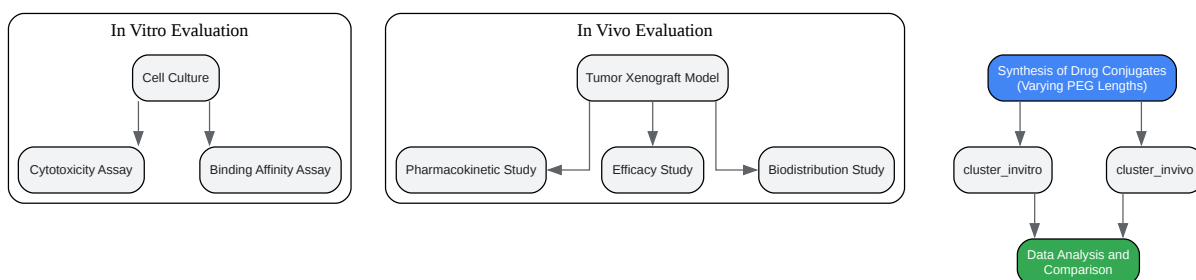 In Vitro Evaluation
Cell Culture
Cytotoxicity Assay
Binding Affinity Assay
In Vivo Evaluation
Tumor Xenograft Model
Pharmacokinetic Study
Efficacy Study
Biodistribution Study
Synthesis of Drug Conjugates
(Varying PEG Lengths)
cluster_invitro
cluster_invivo
Data Analysis and
Comparison